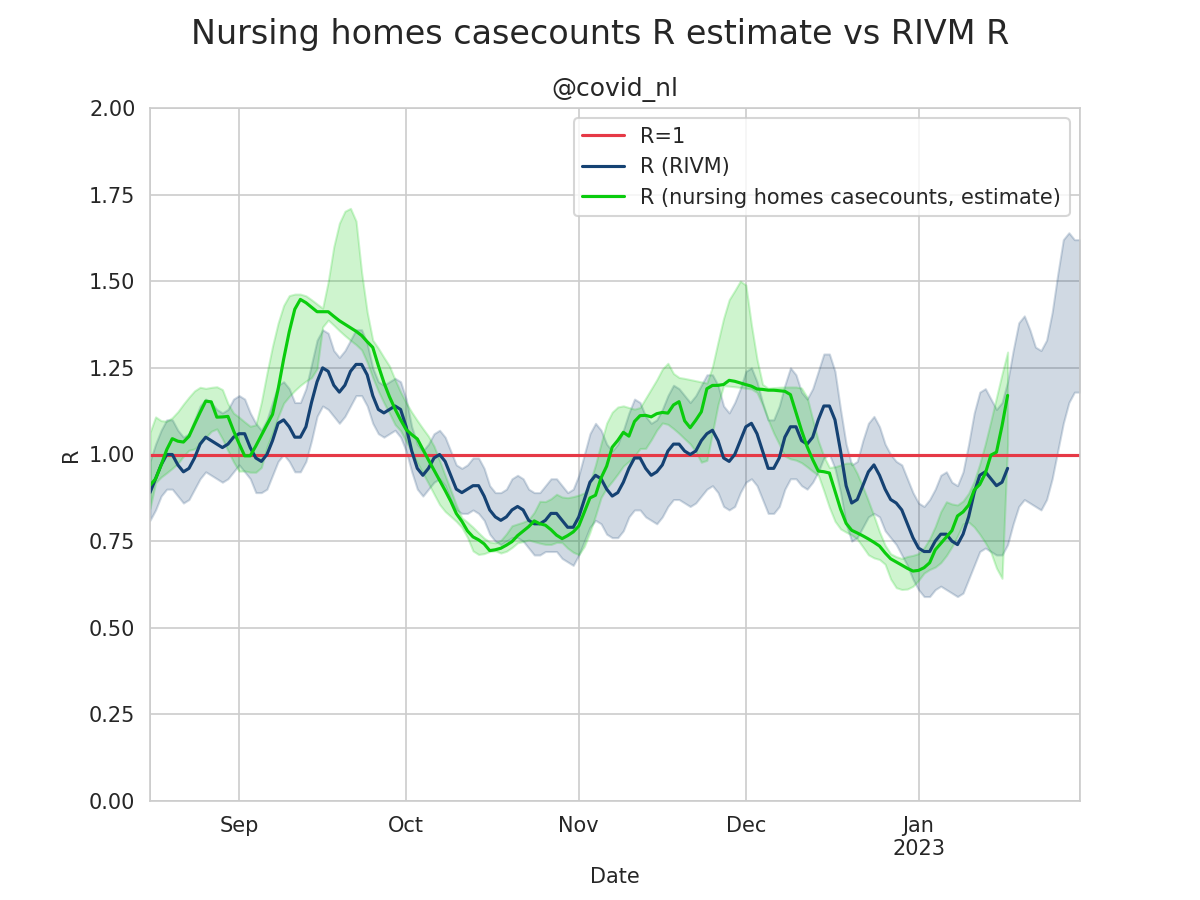 Nursing homes casecounts R estimate vs RIVM R
@covid_nl
2.00
R=1
R (RIVM)
1.75
R (nursing homes casecounts, estimate)
1.50
1.25
1.00
R
0.75
0.50
0.25
0.00
Sep
Oct
Nov
Dec
Jan
2023
Date